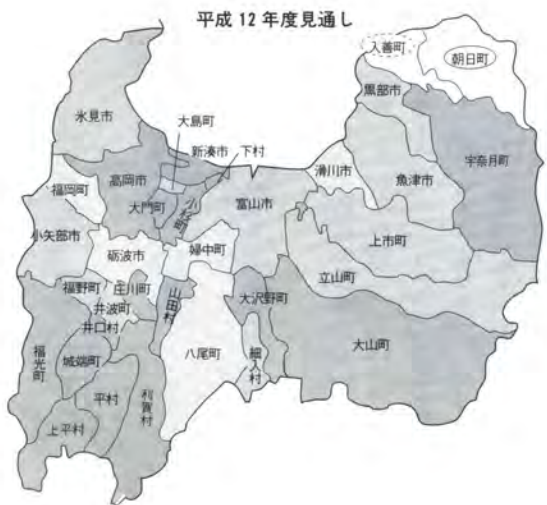 平成12年度見通し
入善町
朝日町
黒部市
氷見市
大島町
宇奈月町
新湊市
下村
滑川市
高岡市
魚津市
福岡町
大門町
小杉町
富山市
小矢部市
上市町
婦中町
砺波市
立山町
福野町
庄川町
山田村
大沢野町
井波町
井口村
大山町
福光町
城端町
八尾町
細入村
平村
利賀村
上平村